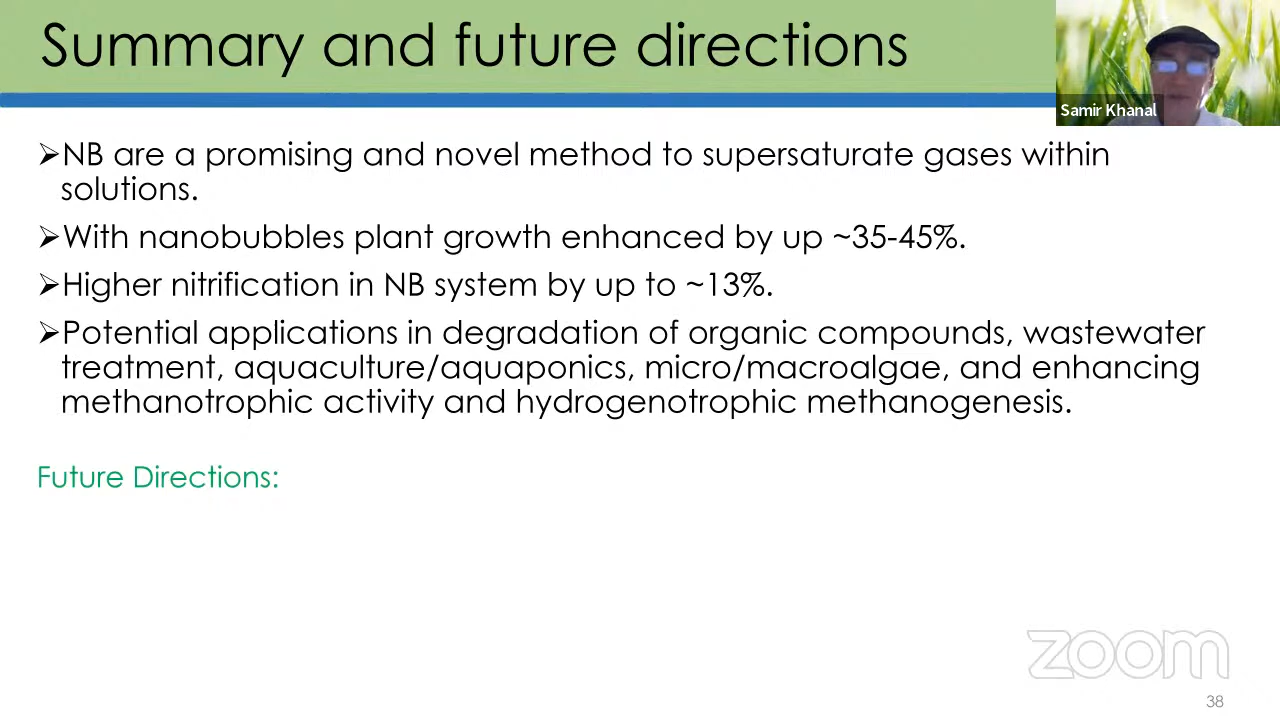 Summary and future directions
Samir Khanal
➢NB are a promising and novel method to supersaturate gases within
solutions.
➢With nanobubbles plant growth enhanced by up ~35-45%.
➢Higher nitrification in NB system by up to ~13%.
➢Potential applications in degradation of organic compounds, wastewater
treatment, aquaculture/aquaponics, micro/macroalgae, and enhancing
methanotrophic activity and hydrogenotrophic methanogenesis.
Future Directions:
zoom
38